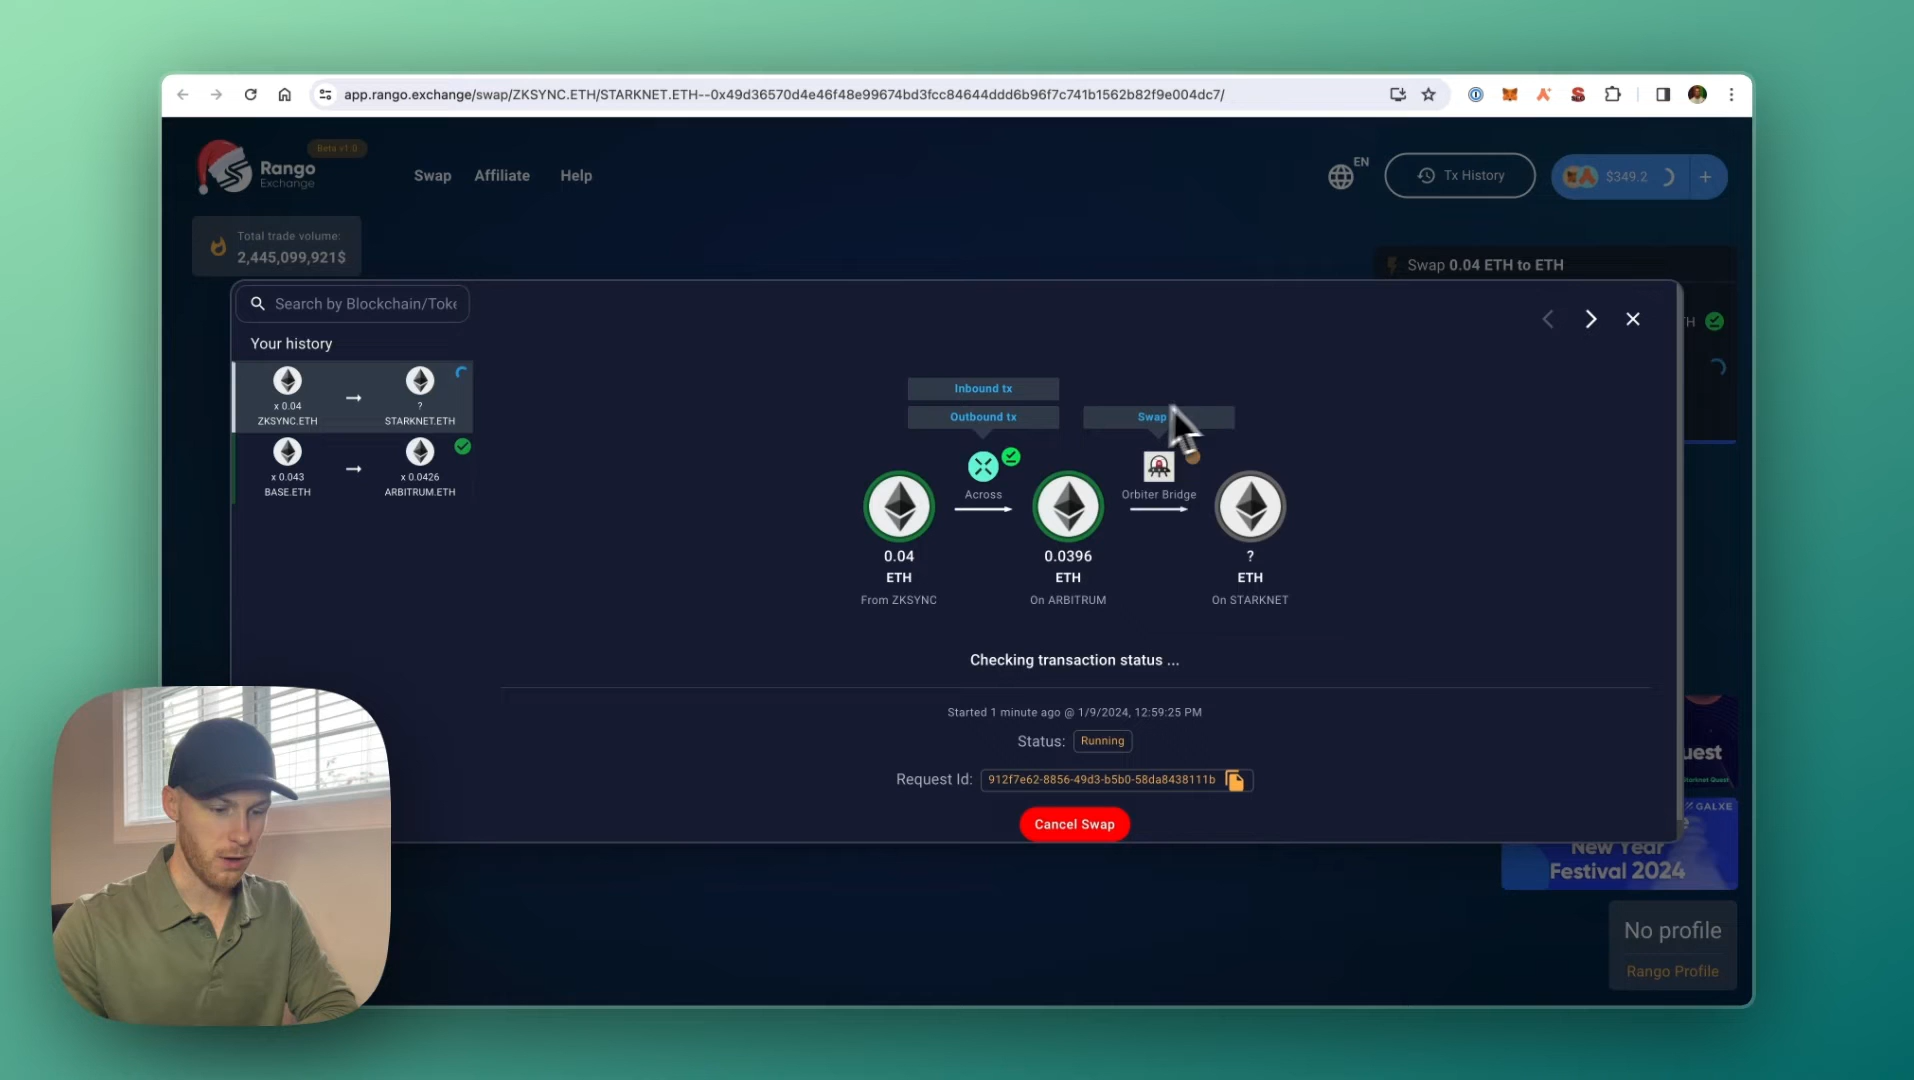 app.rango.exchange/swap/ZKSYNC.ETH/STARKNET.ETH--0x49d36570d4e46f48e99674bd3fcc84644ddd6b96f7c741b1562b82f9e004dc7/
Beta v1.0
Rango
Exchange
Swap
Affiliate
Help
EN
Tx History
$349.2
+
Total trade volume:
2,445,099,921$
Swap 0.04 ETH to ETH
Search by Blockchain/Toke
Your history
x 0.04
ZKSYNC.ETH
?
STARKNET.ETH
x 0.043
BASE.ETH
x 0.0426
ARBITRUM.ETH
Inbound tx
Outbound tx
Swap
Across
Orbiter Bridge
0.04
ETH
From ZKSYNC
0.0396
ETH
On ARBITRUM
?
ETH
On STARKNET
Checking transaction status ...
Started 1 minute ago @ 1/9/2024, 12:59:25 PM
Status: Running
Request Id: 912f7e62-8856-49d3-b5b0-58da8438111b
Cancel Swap
GALXE
New Year
Festival 2024
No profile
Rango Profile